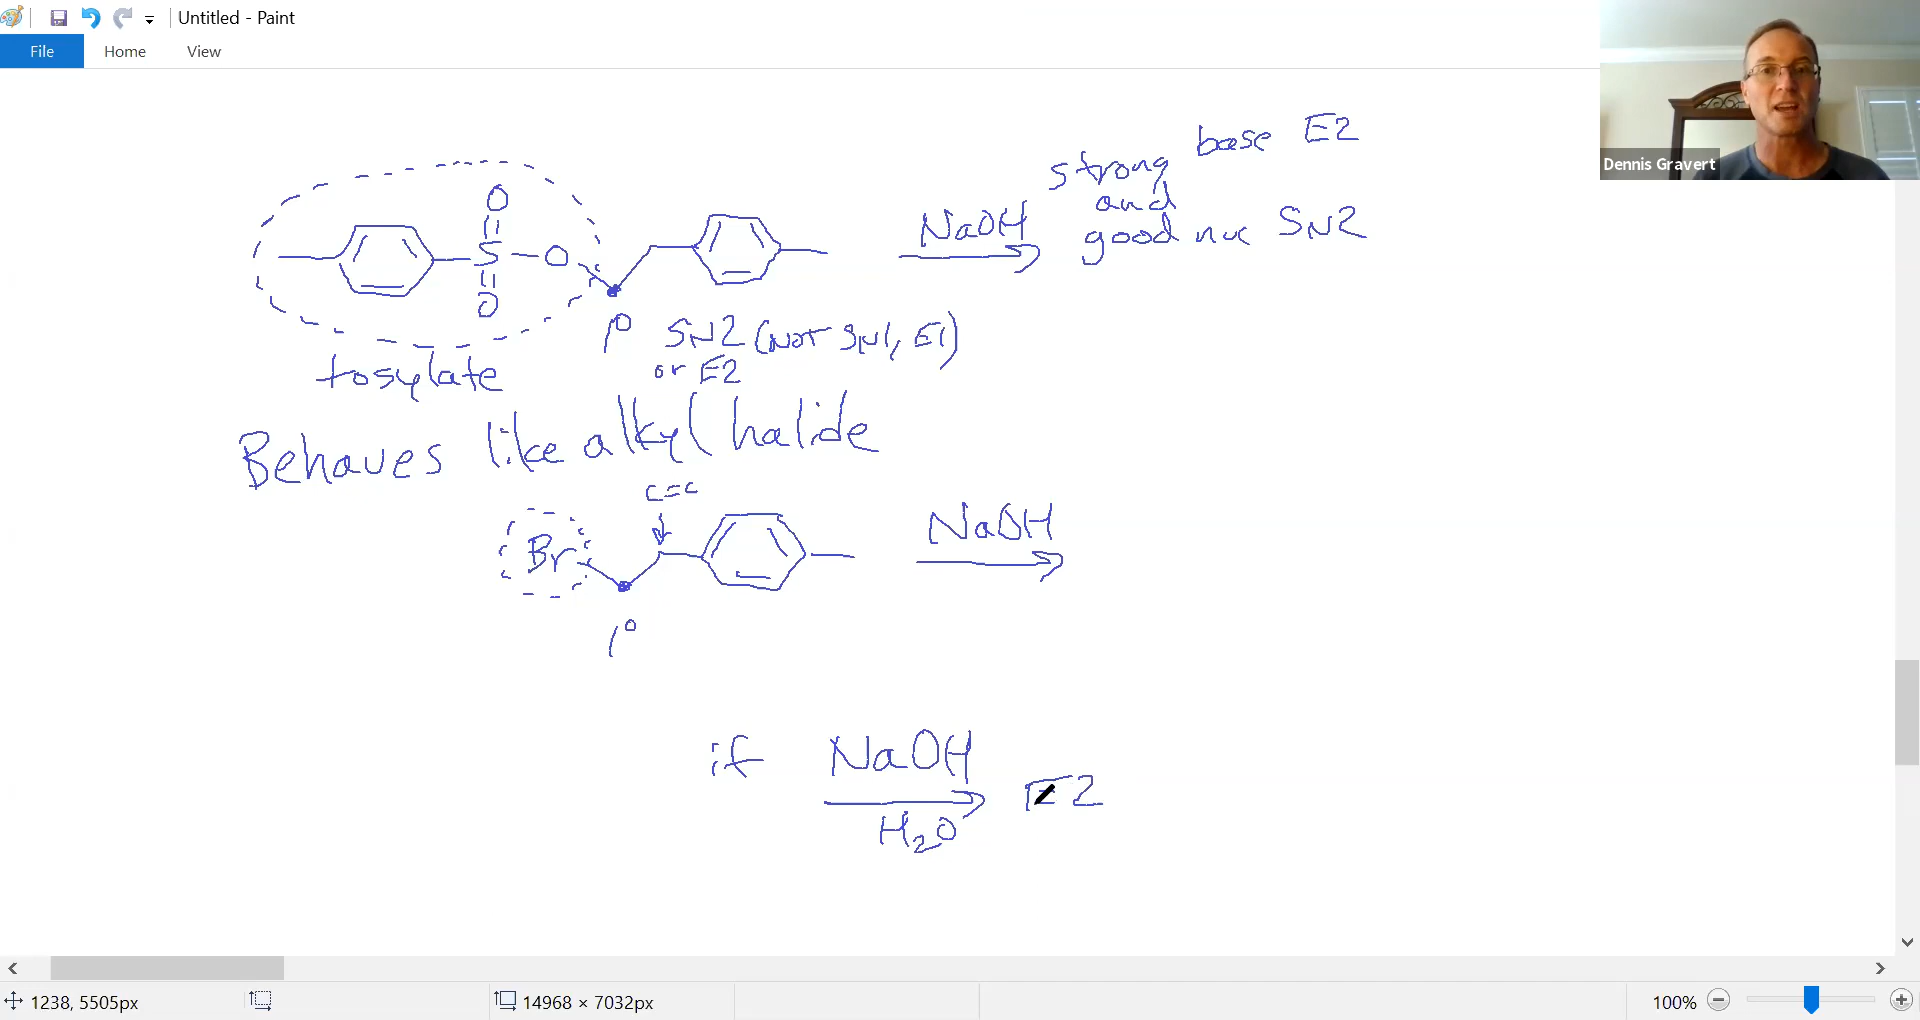 Untitled - Paint
File Home View
Dennis Gravert
strong base E2
and
good nuc SN2
O
S O
O
NaOH
1° SN2 (not SN1, E1)
or E2
tosylate
Behaves like alkyl halide
C=C
Br
NaOH
1°
if NaOH
H2O
E2
1238, 5505px
14968 × 7032px
100%